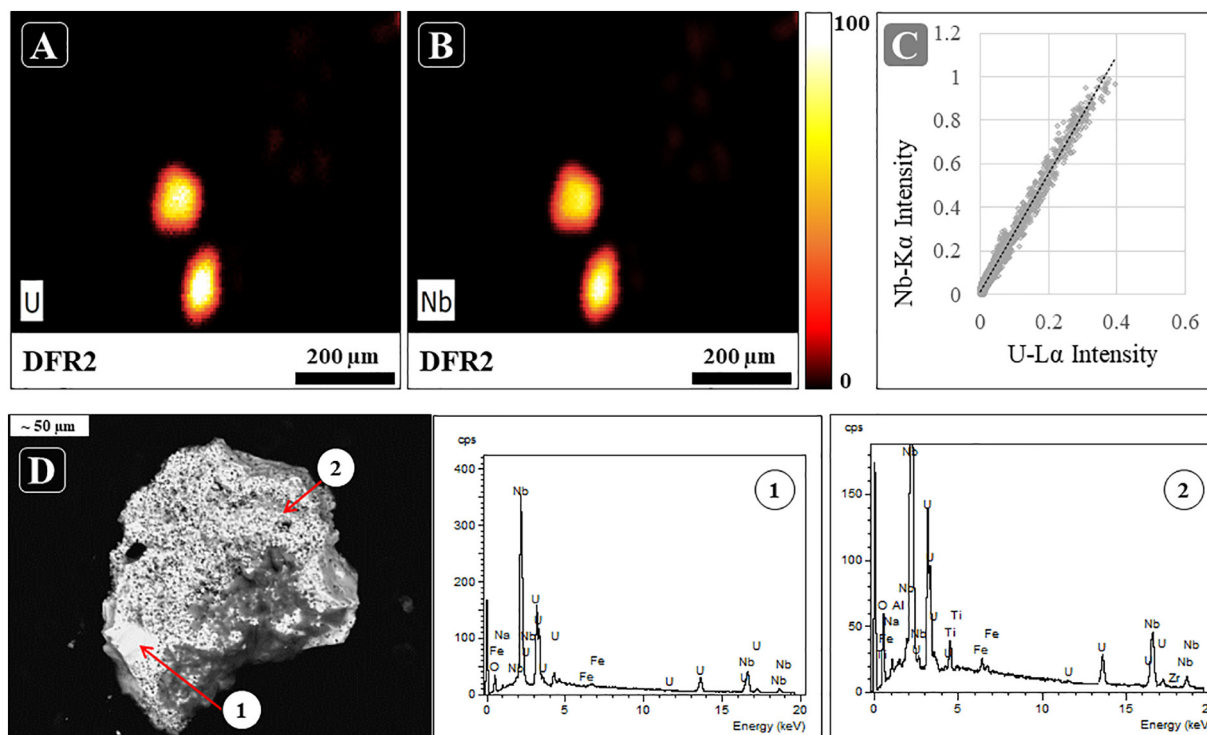 A
U
DFR2
200 µm
B
Nb
DFR2
200 µm
100
0
C
Nb-Kα Intensity
1.2
1
0.8
0.6
0.4
0.2
0
0 0.2 0.4 0.6
U-Lα Intensity
~ 50 µm
D
2
1
cps
400
300
200
100
0
1
Nb
U
U
Na
Nb
U
U
Fe
O
Nb
U
Fe
Fe
U
U
U
Nb
U
Nb
Nb
0 5 10 15 20
Energy (keV)
cps
150
100
50
0
2
Nb
U
U
Nb
O
Al
Na
Nb
U
Ti
Fe
U
U
Ti
Fe
Fe
U
U
Nb
U
U
Nb
Nb
Zr
0 5 10 15
Energy (keV)